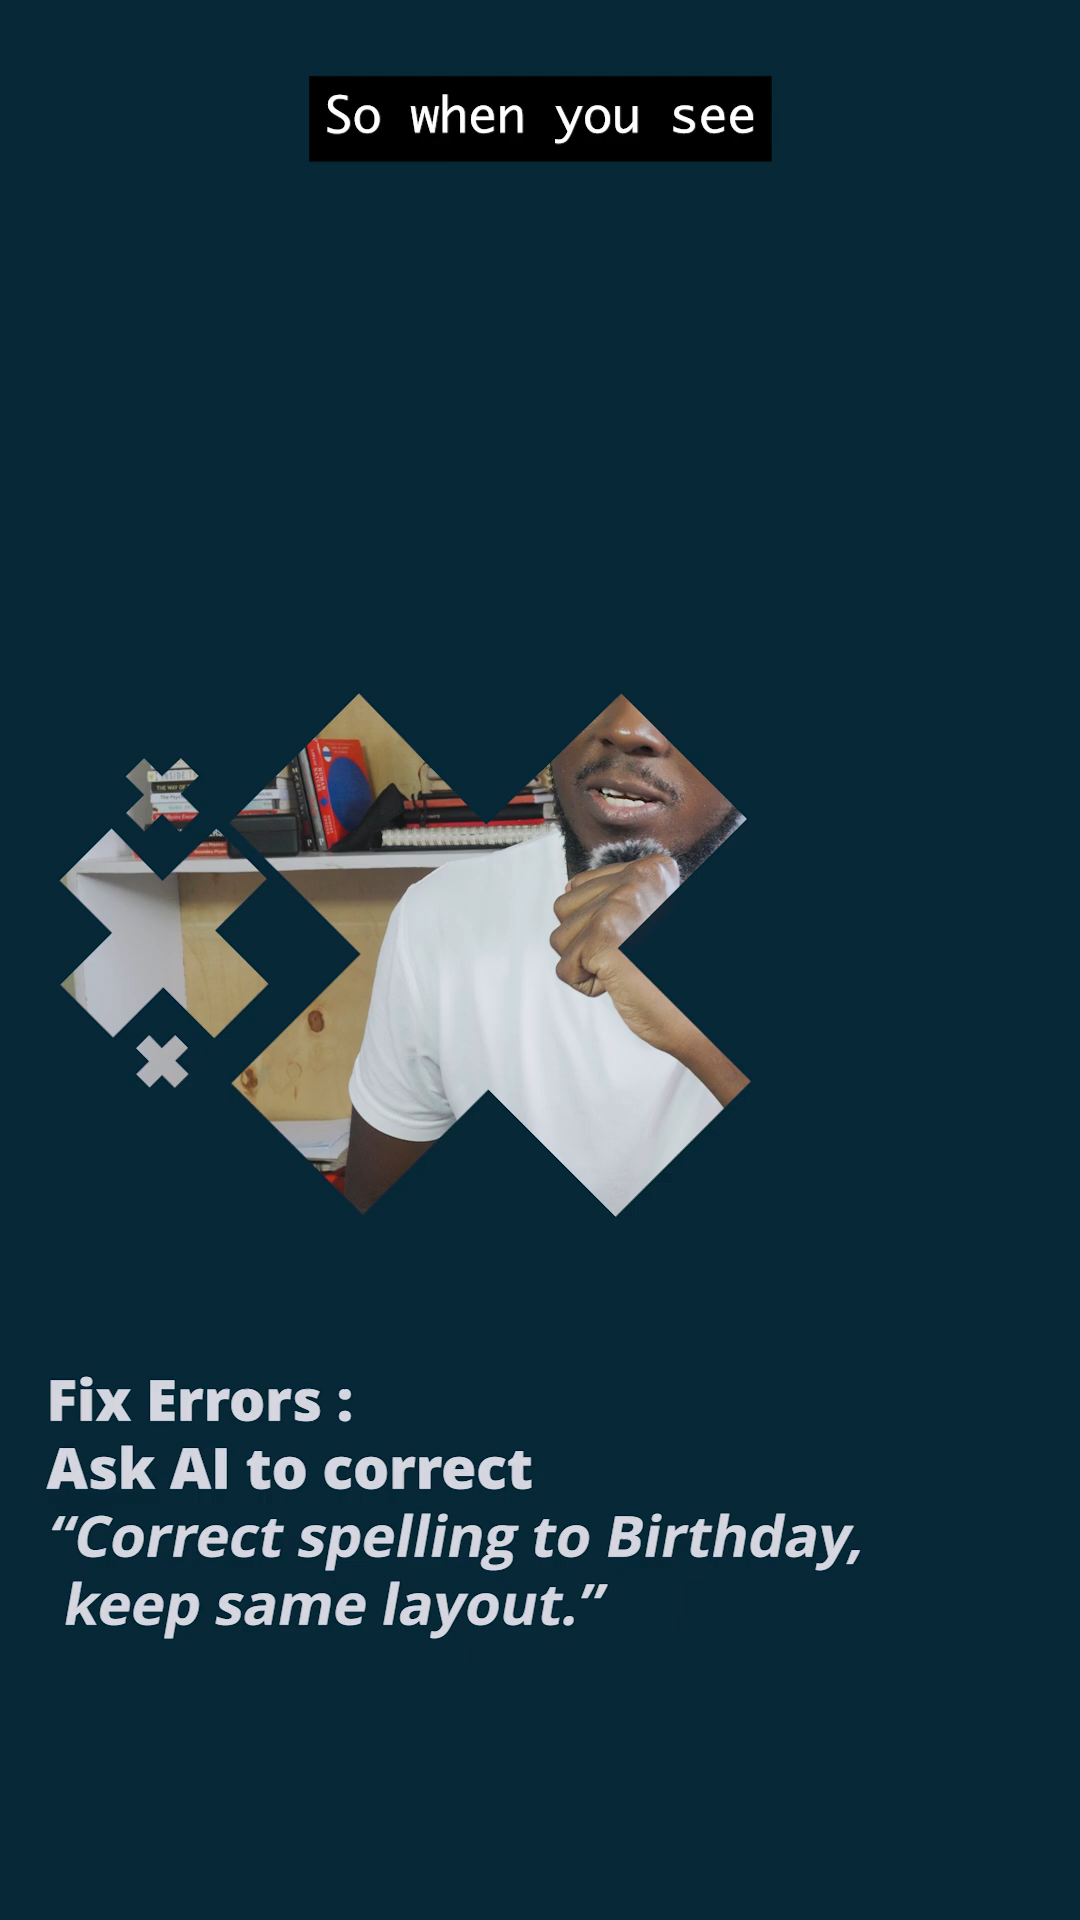 So when you see
Fix Errors :
Ask AI to correct
“Correct spelling to Birthday,
keep same layout.”